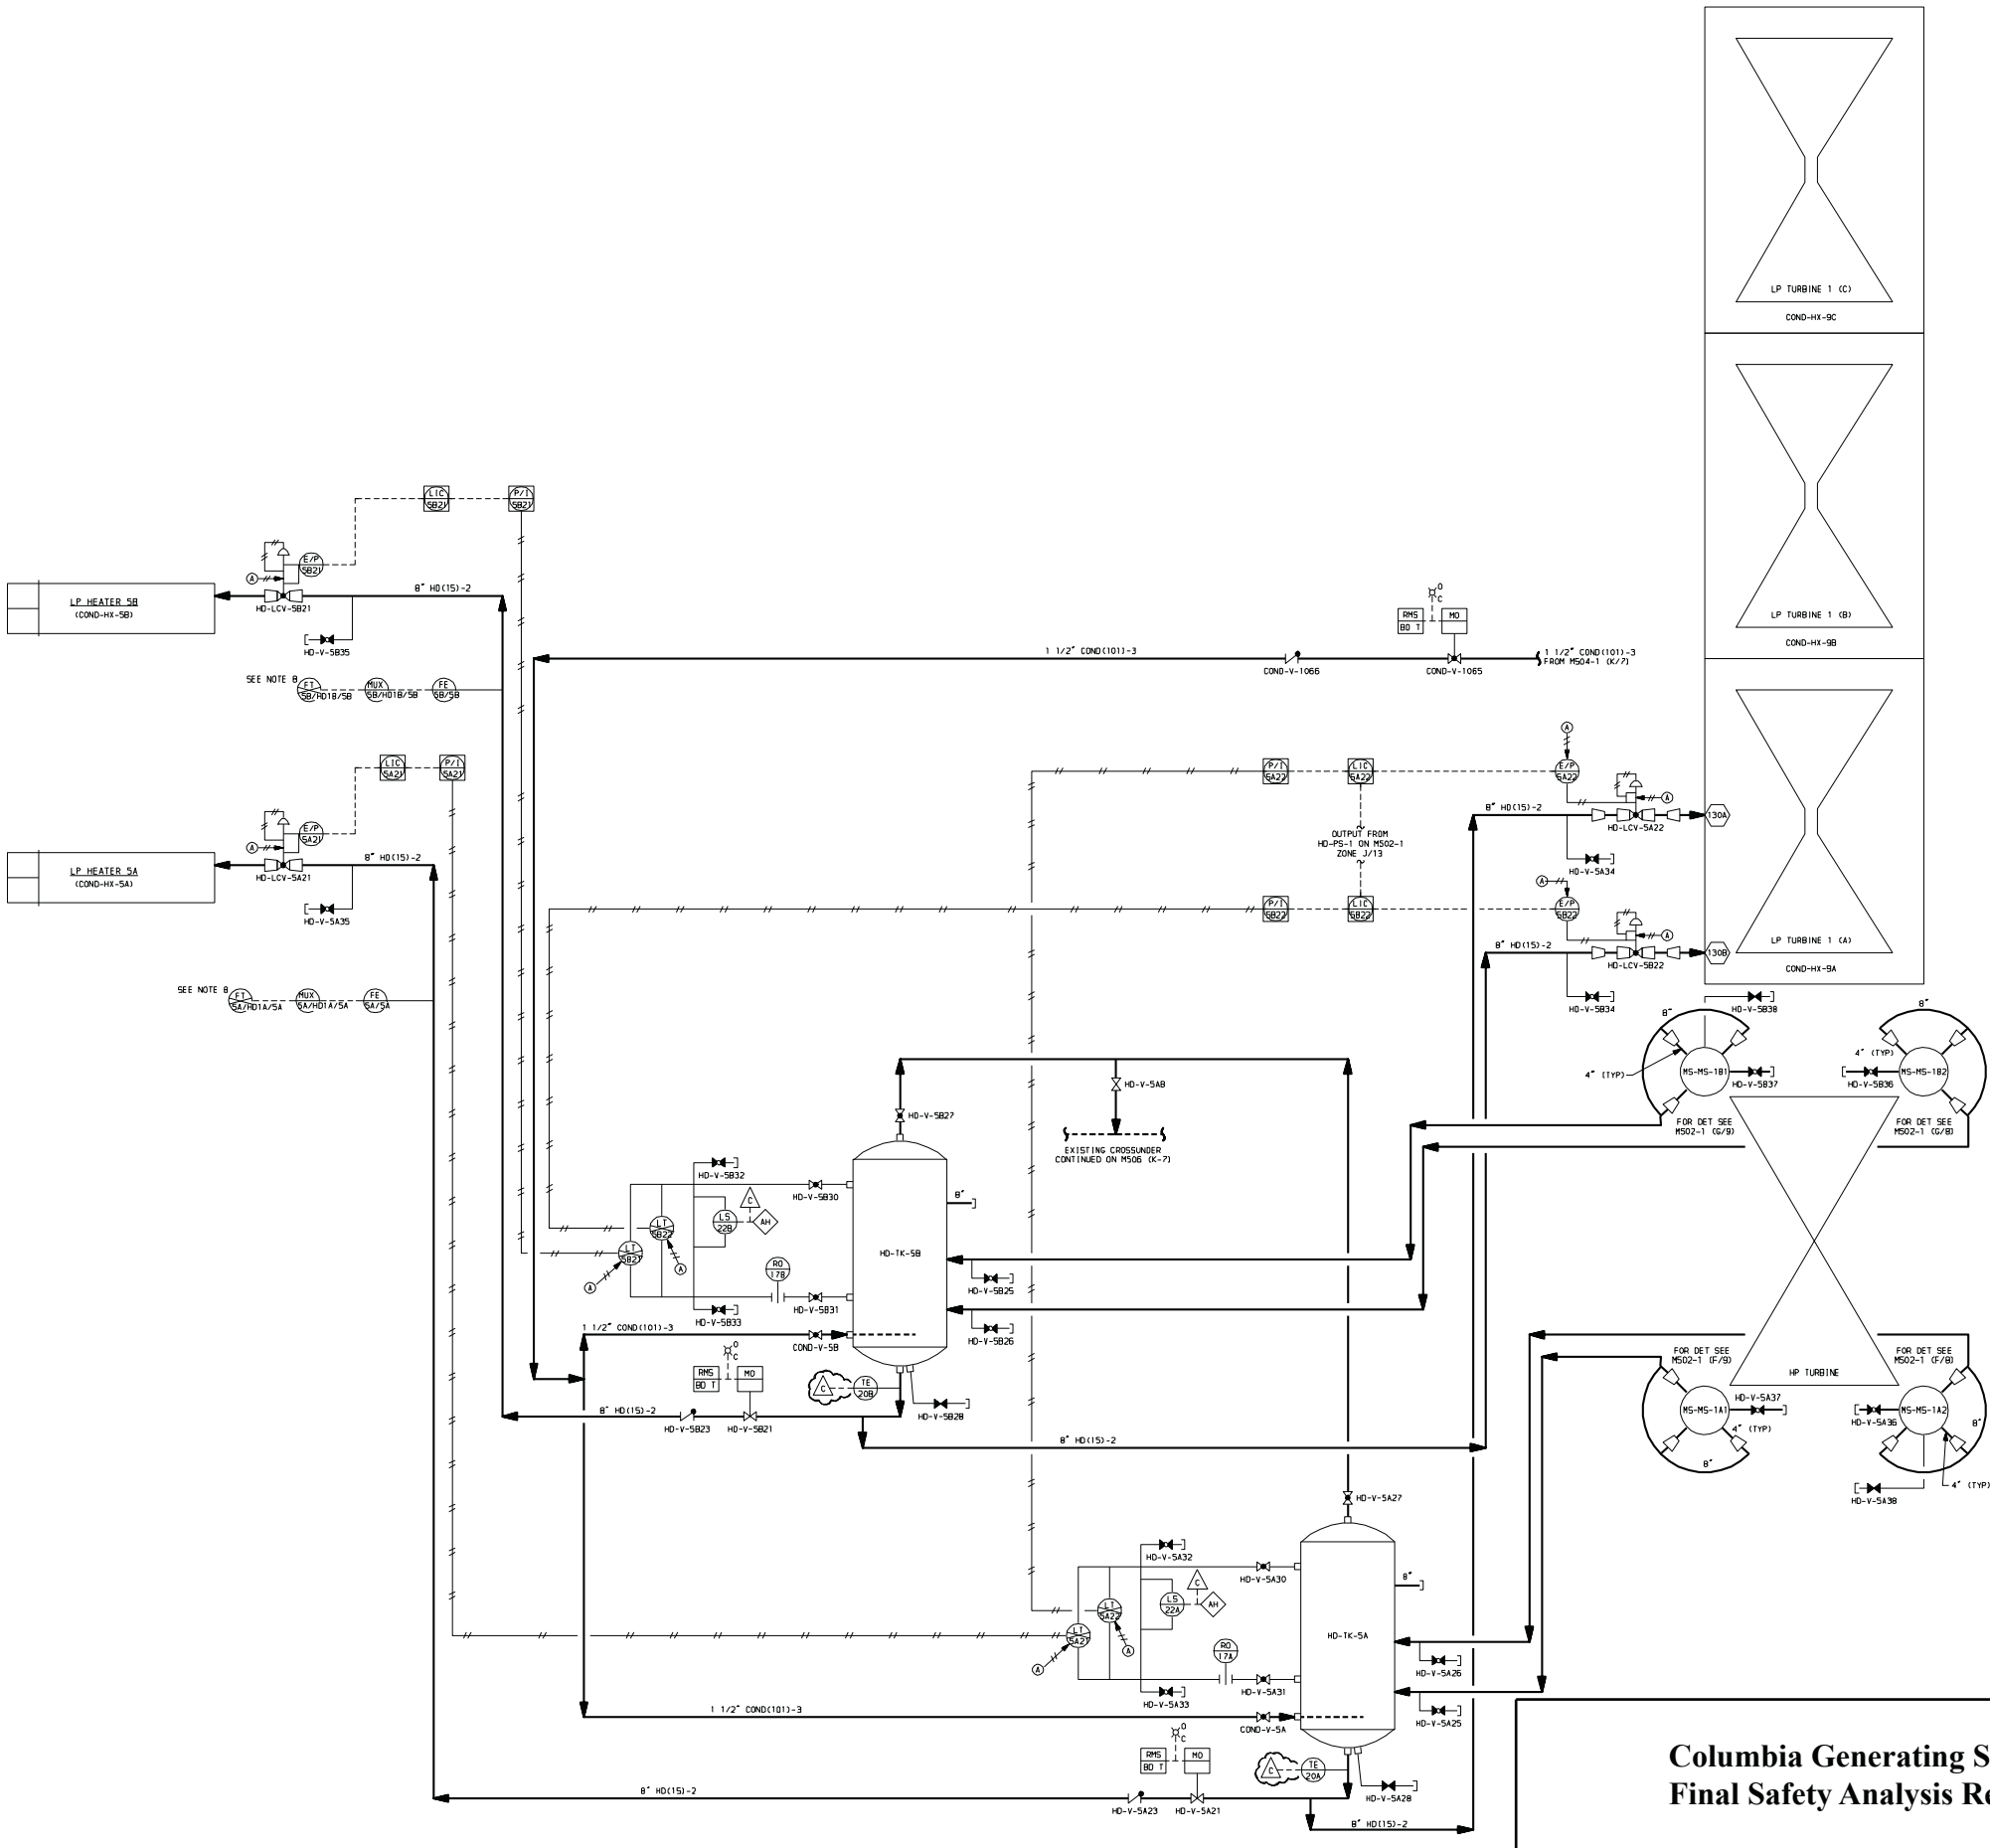 LP TURBINE 1 (C)
COND-HX-9C
LP TURBINE 1 (B)
COND-HX-9B
LP TURBINE 1 (A)
COND-HX-9A
LIC
5B21
P/I
5B21
E/P
5B21
A
8" HD(15)-2
LP HEATER 5B
(COND-HX-5B)
HD-LCV-5B21
HD-V-5B35
O
C
RMS
BD T
MO
1 1/2" COND(101)-3
1 1/2" COND(101)-3
FROM M504-1 (K/7)
COND-V-1066
COND-V-1065
SEE NOTE 8
FT
5B/HD1B/5B
MUX
5B/HD1B/5B
FE
5B/5B
LIC
5A21
P/I
5A21
E/P
5A21
A
8" HD(15)-2
LP HEATER 5A
(COND-HX-5A)
HD-LCV-5A21
HD-V-5A35
P/I
5A22
LIC
5A22
A
E/P
5A22
A
8" HD(15)-2
HD-LCV-5A22
130A
OUTPUT FROM
HD-PS-1 ON M502-1
ZONE J/13
HD-V-5A34
P/I
5B22
LIC
5B22
A
E/P
5B22
A
8" HD(15)-2
HD-LCV-5B22
130B
HD-V-5B34
SEE NOTE 8
FT
5A/HD1A/5A
MUX
5A/HD1A/5A
FE
5A/5A
8"
HD-V-5B38
8"
4" (TYP)
MS-MS-1B1
HD-V-5B37
4" (TYP)
HD-V-5B36
MS-MS-1B2
FOR DET SEE
M502-1 (G/9)
FOR DET SEE
M502-1 (G/8)
HD-V-5AB
HD-V-5B27
EXISTING CROSSUNDER
CONTINUED ON M506 (K-7)
HD-V-5B32
HD-V-5B30
8"
C
LS
22B
AH
LT
5B22
LT
5B21
A
A
HD-TK-5B
RO
17B
HD-V-5B31
HD-V-5B33
HD-V-5B25
HD-V-5B26
1 1/2" COND(101)-3
COND-V-5B
O
C
RMS
BD T
MO
C
TE
20B
HD-V-5B28
8" HD(15)-2
HD-V-5B23
HD-V-5B21
8" HD(15)-2
FOR DET SEE
M502-1 (F/9)
FOR DET SEE
M502-1 (F/8)
HP TURBINE
MS-MS-1A1
HD-V-5A37
4" (TYP)
8"
HD-V-5A36
MS-MS-1A2
8"
HD-V-5A38
4" (TYP)
HD-V-5A27
HD-V-5A32
HD-V-5A30
8"
C
LS
22A
AH
LT
5A22
LT
5A21
A
A
HD-TK-5A
RO
17A
HD-V-5A31
HD-V-5A33
HD-V-5A26
HD-V-5A25
1 1/2" COND(101)-3
COND-V-5A
O
C
RMS
BD T
MO
C
TE
20A
HD-V-5A28
8" HD(15)-2
HD-V-5A23
HD-V-5A21
8" HD(15)-2
Columbia Generating S
Final Safety Analysis Re